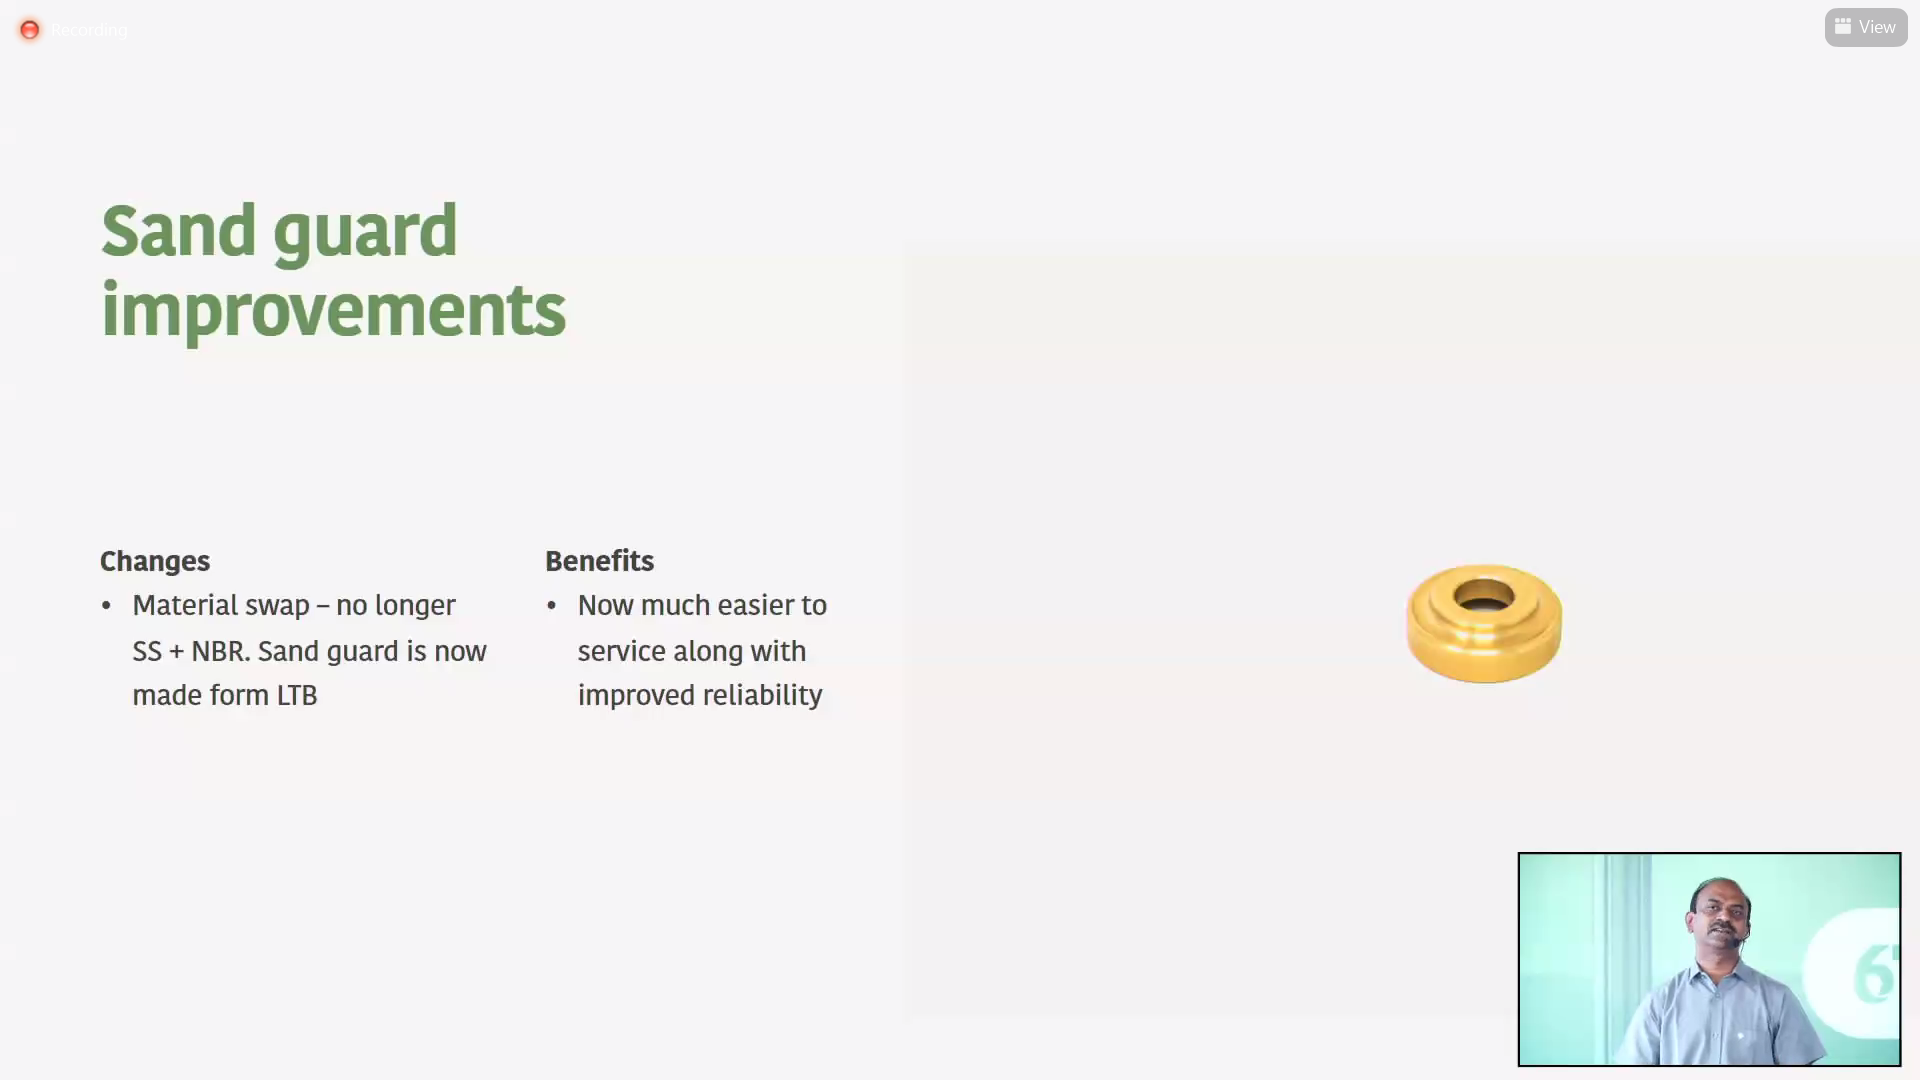 Recording
View
Sand guard
improvements
Changes
• Material swap – no longer
SS + NBR. Sand guard is now
made form LTB
Benefits
• Now much easier to
service along with
improved reliability
6